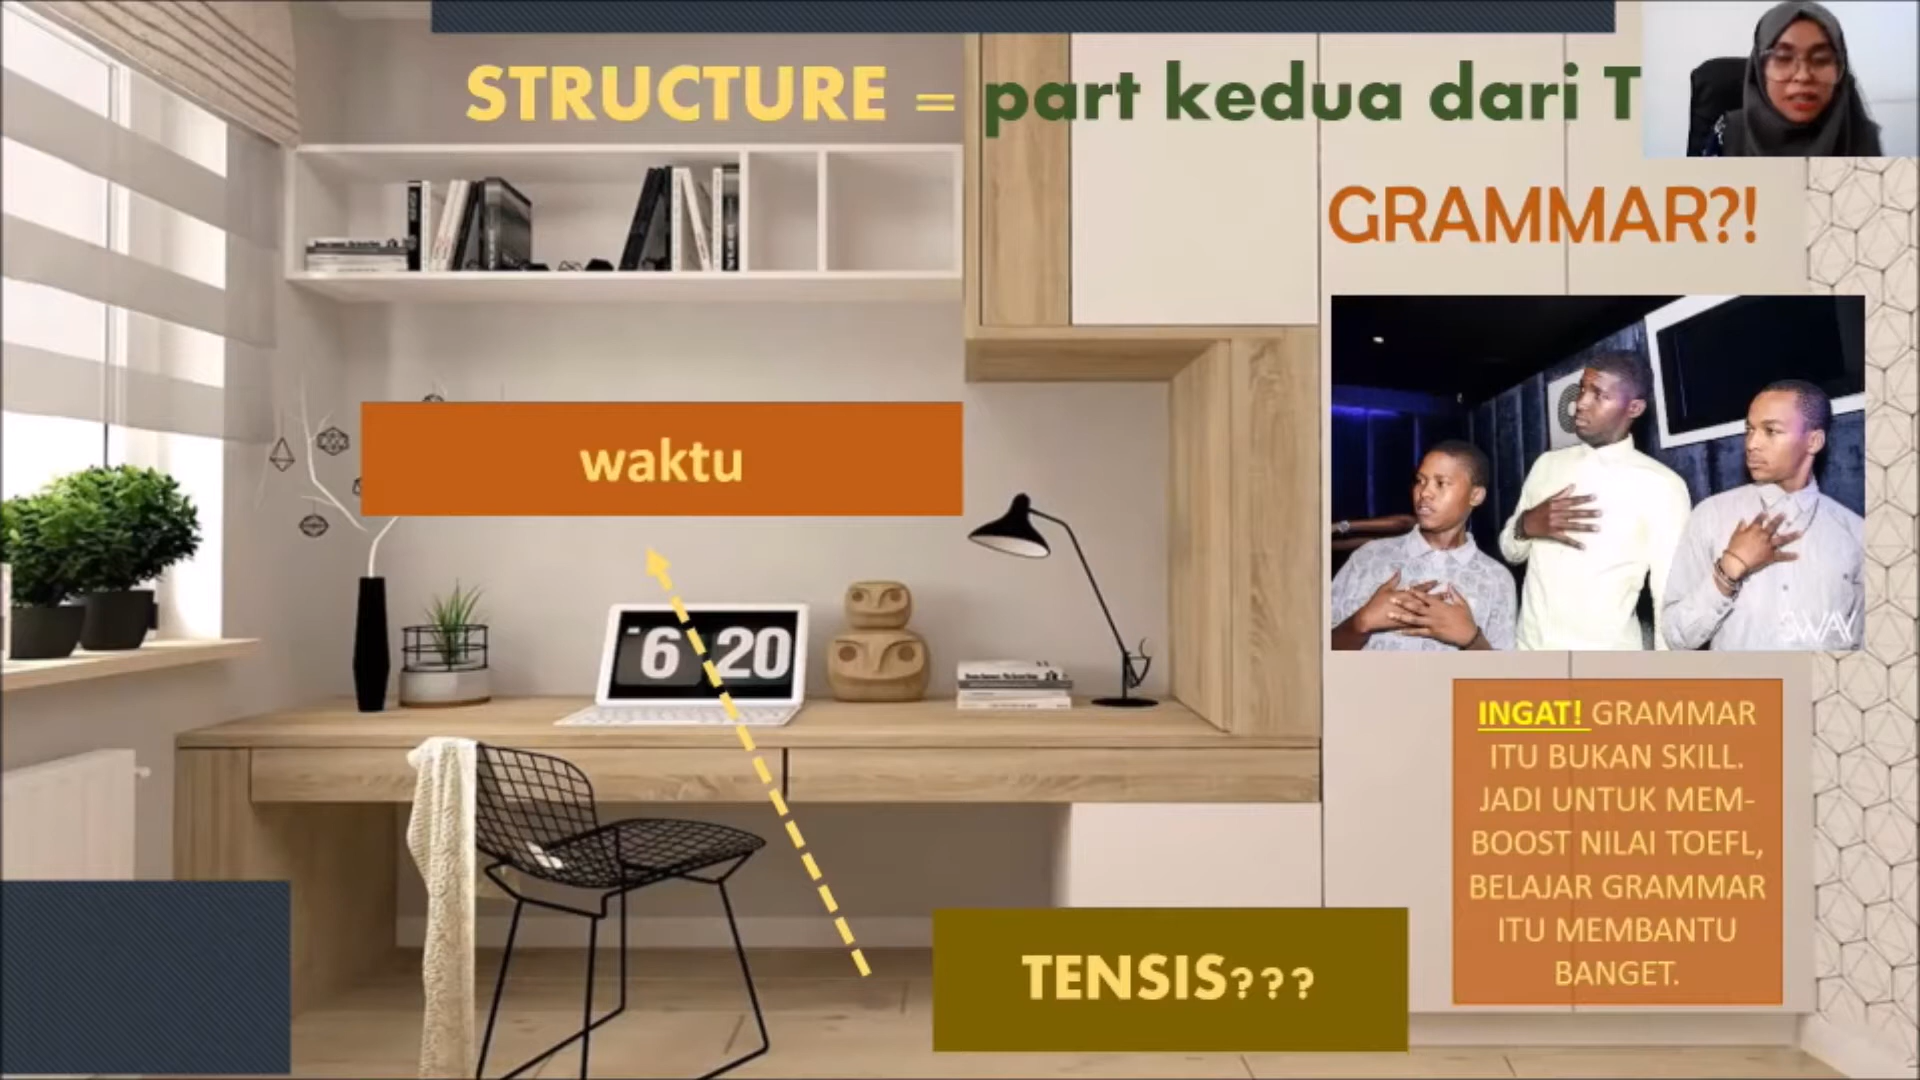 STRUCTURE = part kedua dari T
GRAMMAR?!
waktu
6 20
SWAY
INGAT! GRAMMAR
ITU BUKAN SKILL.
JADI UNTUK MEM-
BOOST NILAI TOEFL,
BELAJAR GRAMMAR
ITU MEMBANTU
BANGET.
TENSIS???